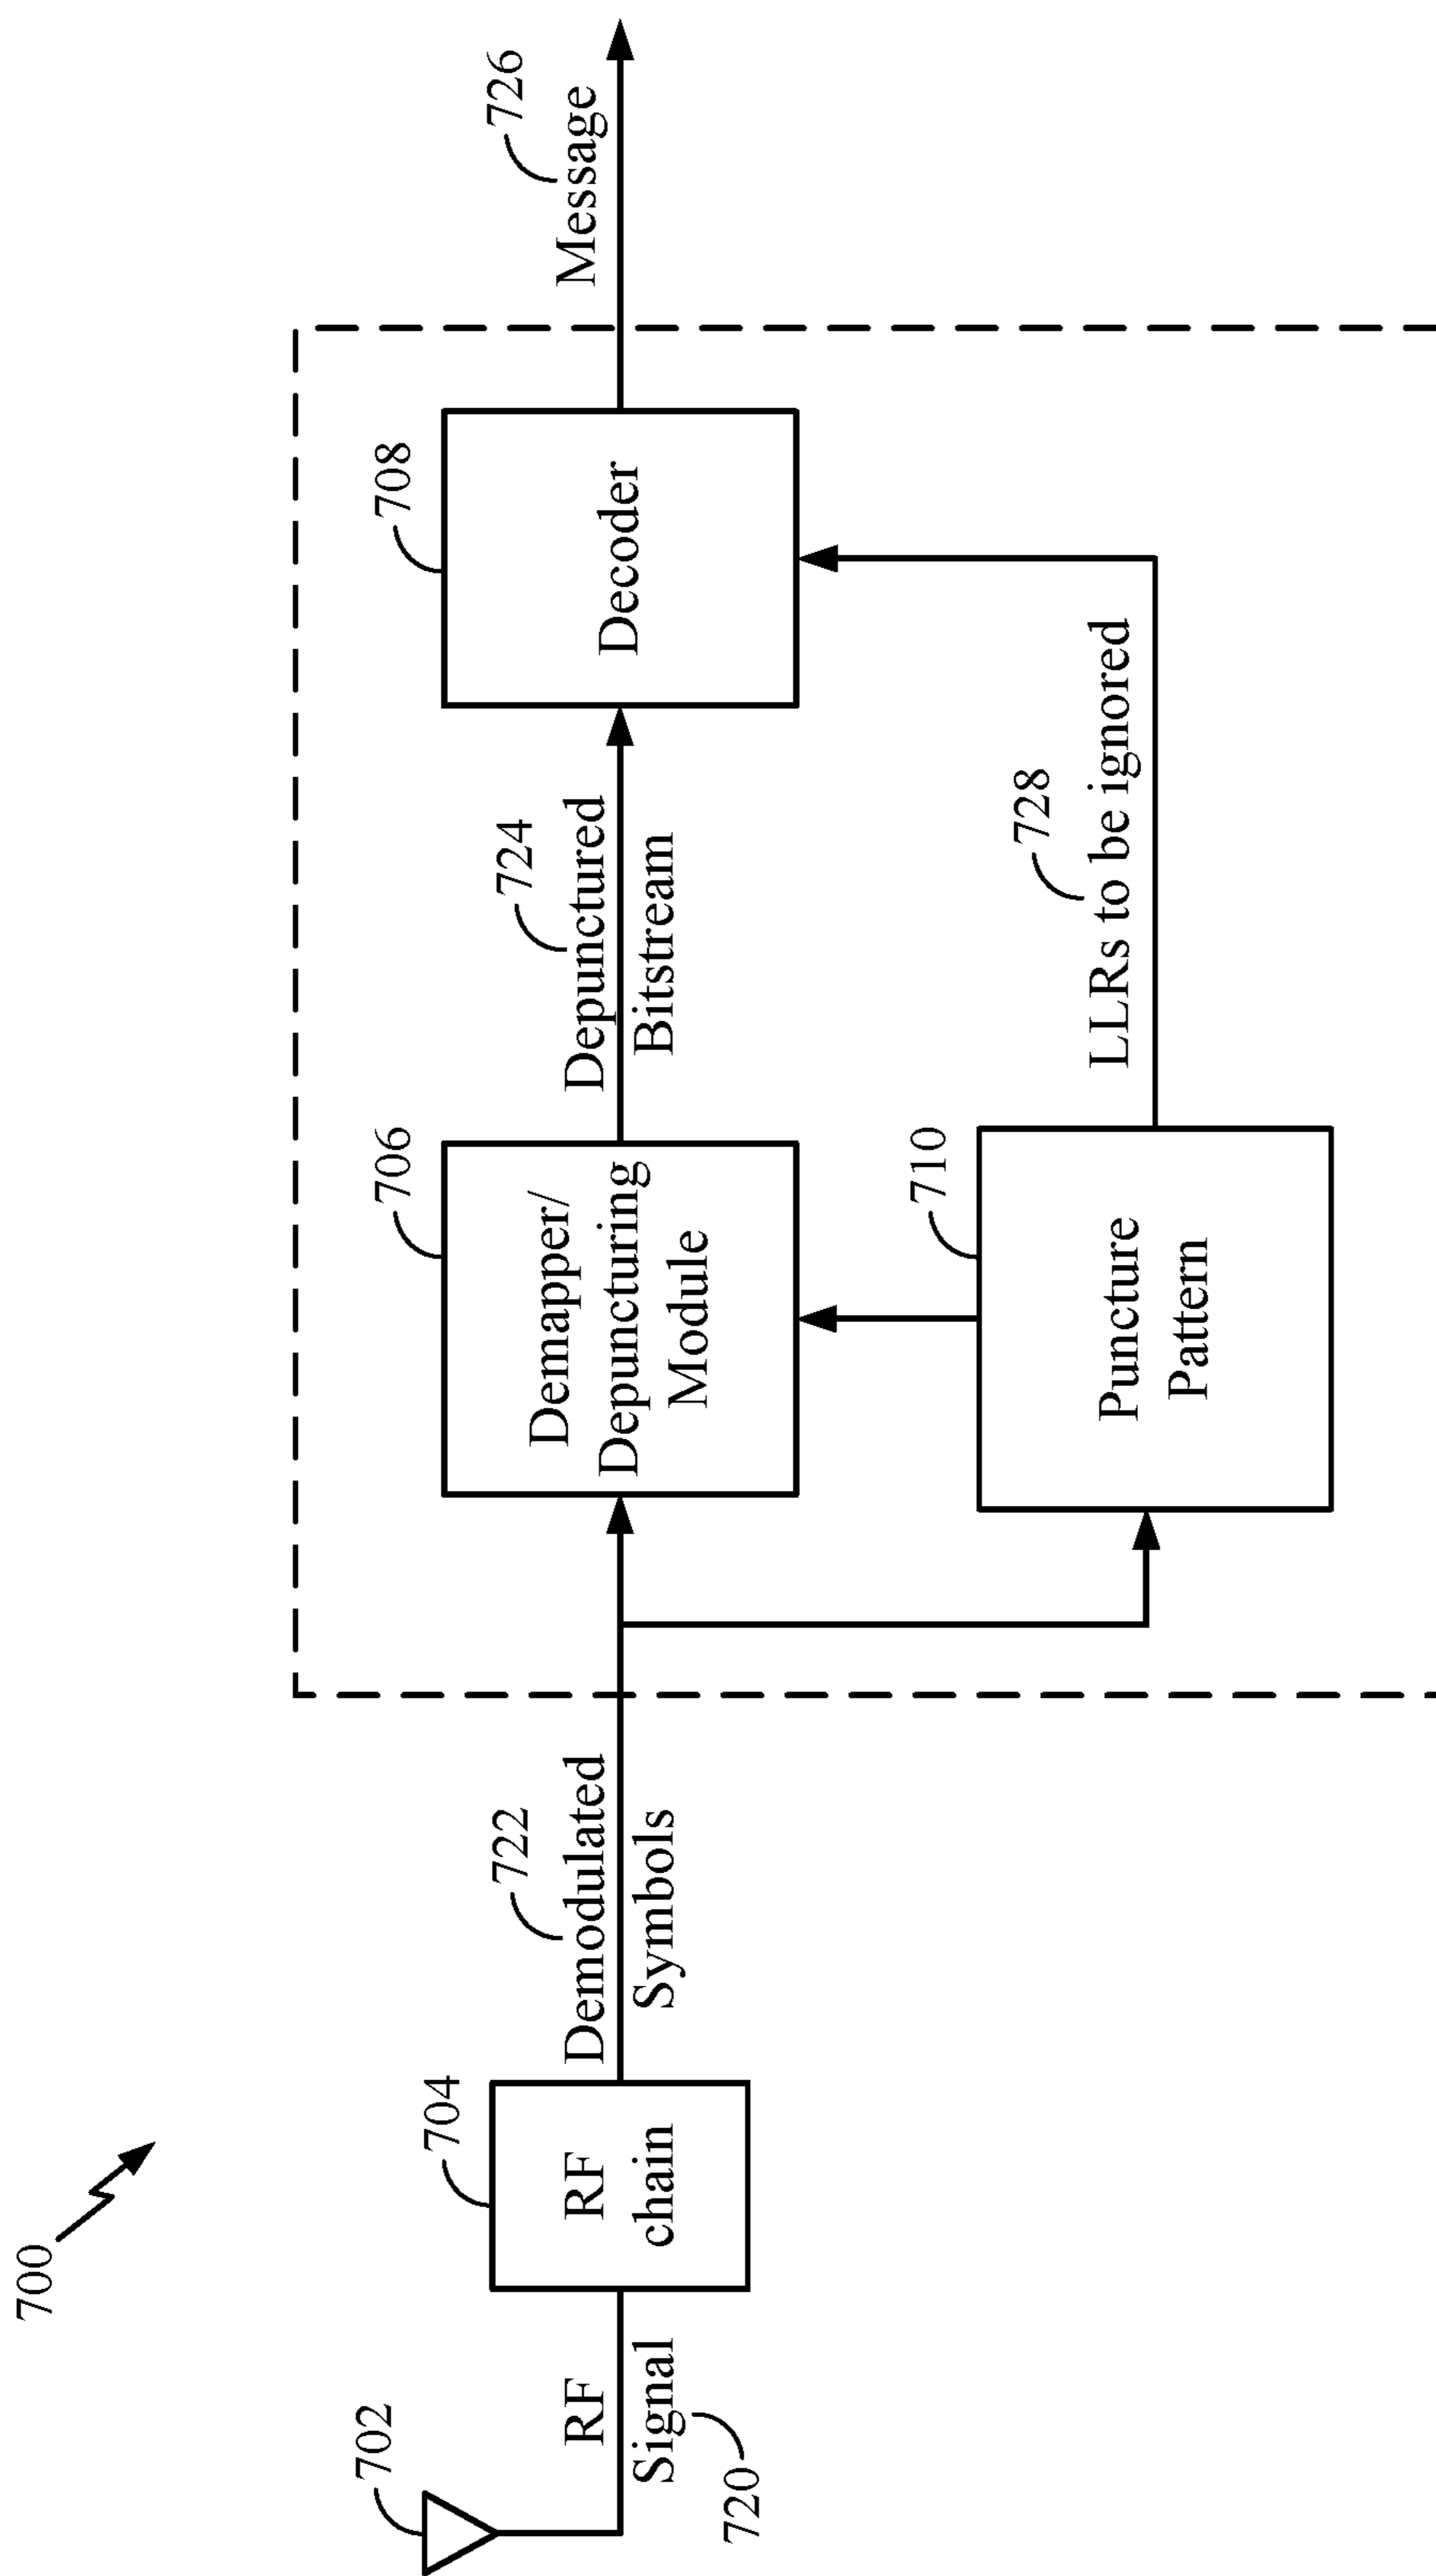 700
702
RF
Signal
720
704
RF
chain
722
Demodulated
Symbols
706
Demapper/
Depuncturing
Module
724
Depunctured
Bitstream
708
Decoder
726
Message
710
Puncture
Pattern
728
LLRs to be ignored